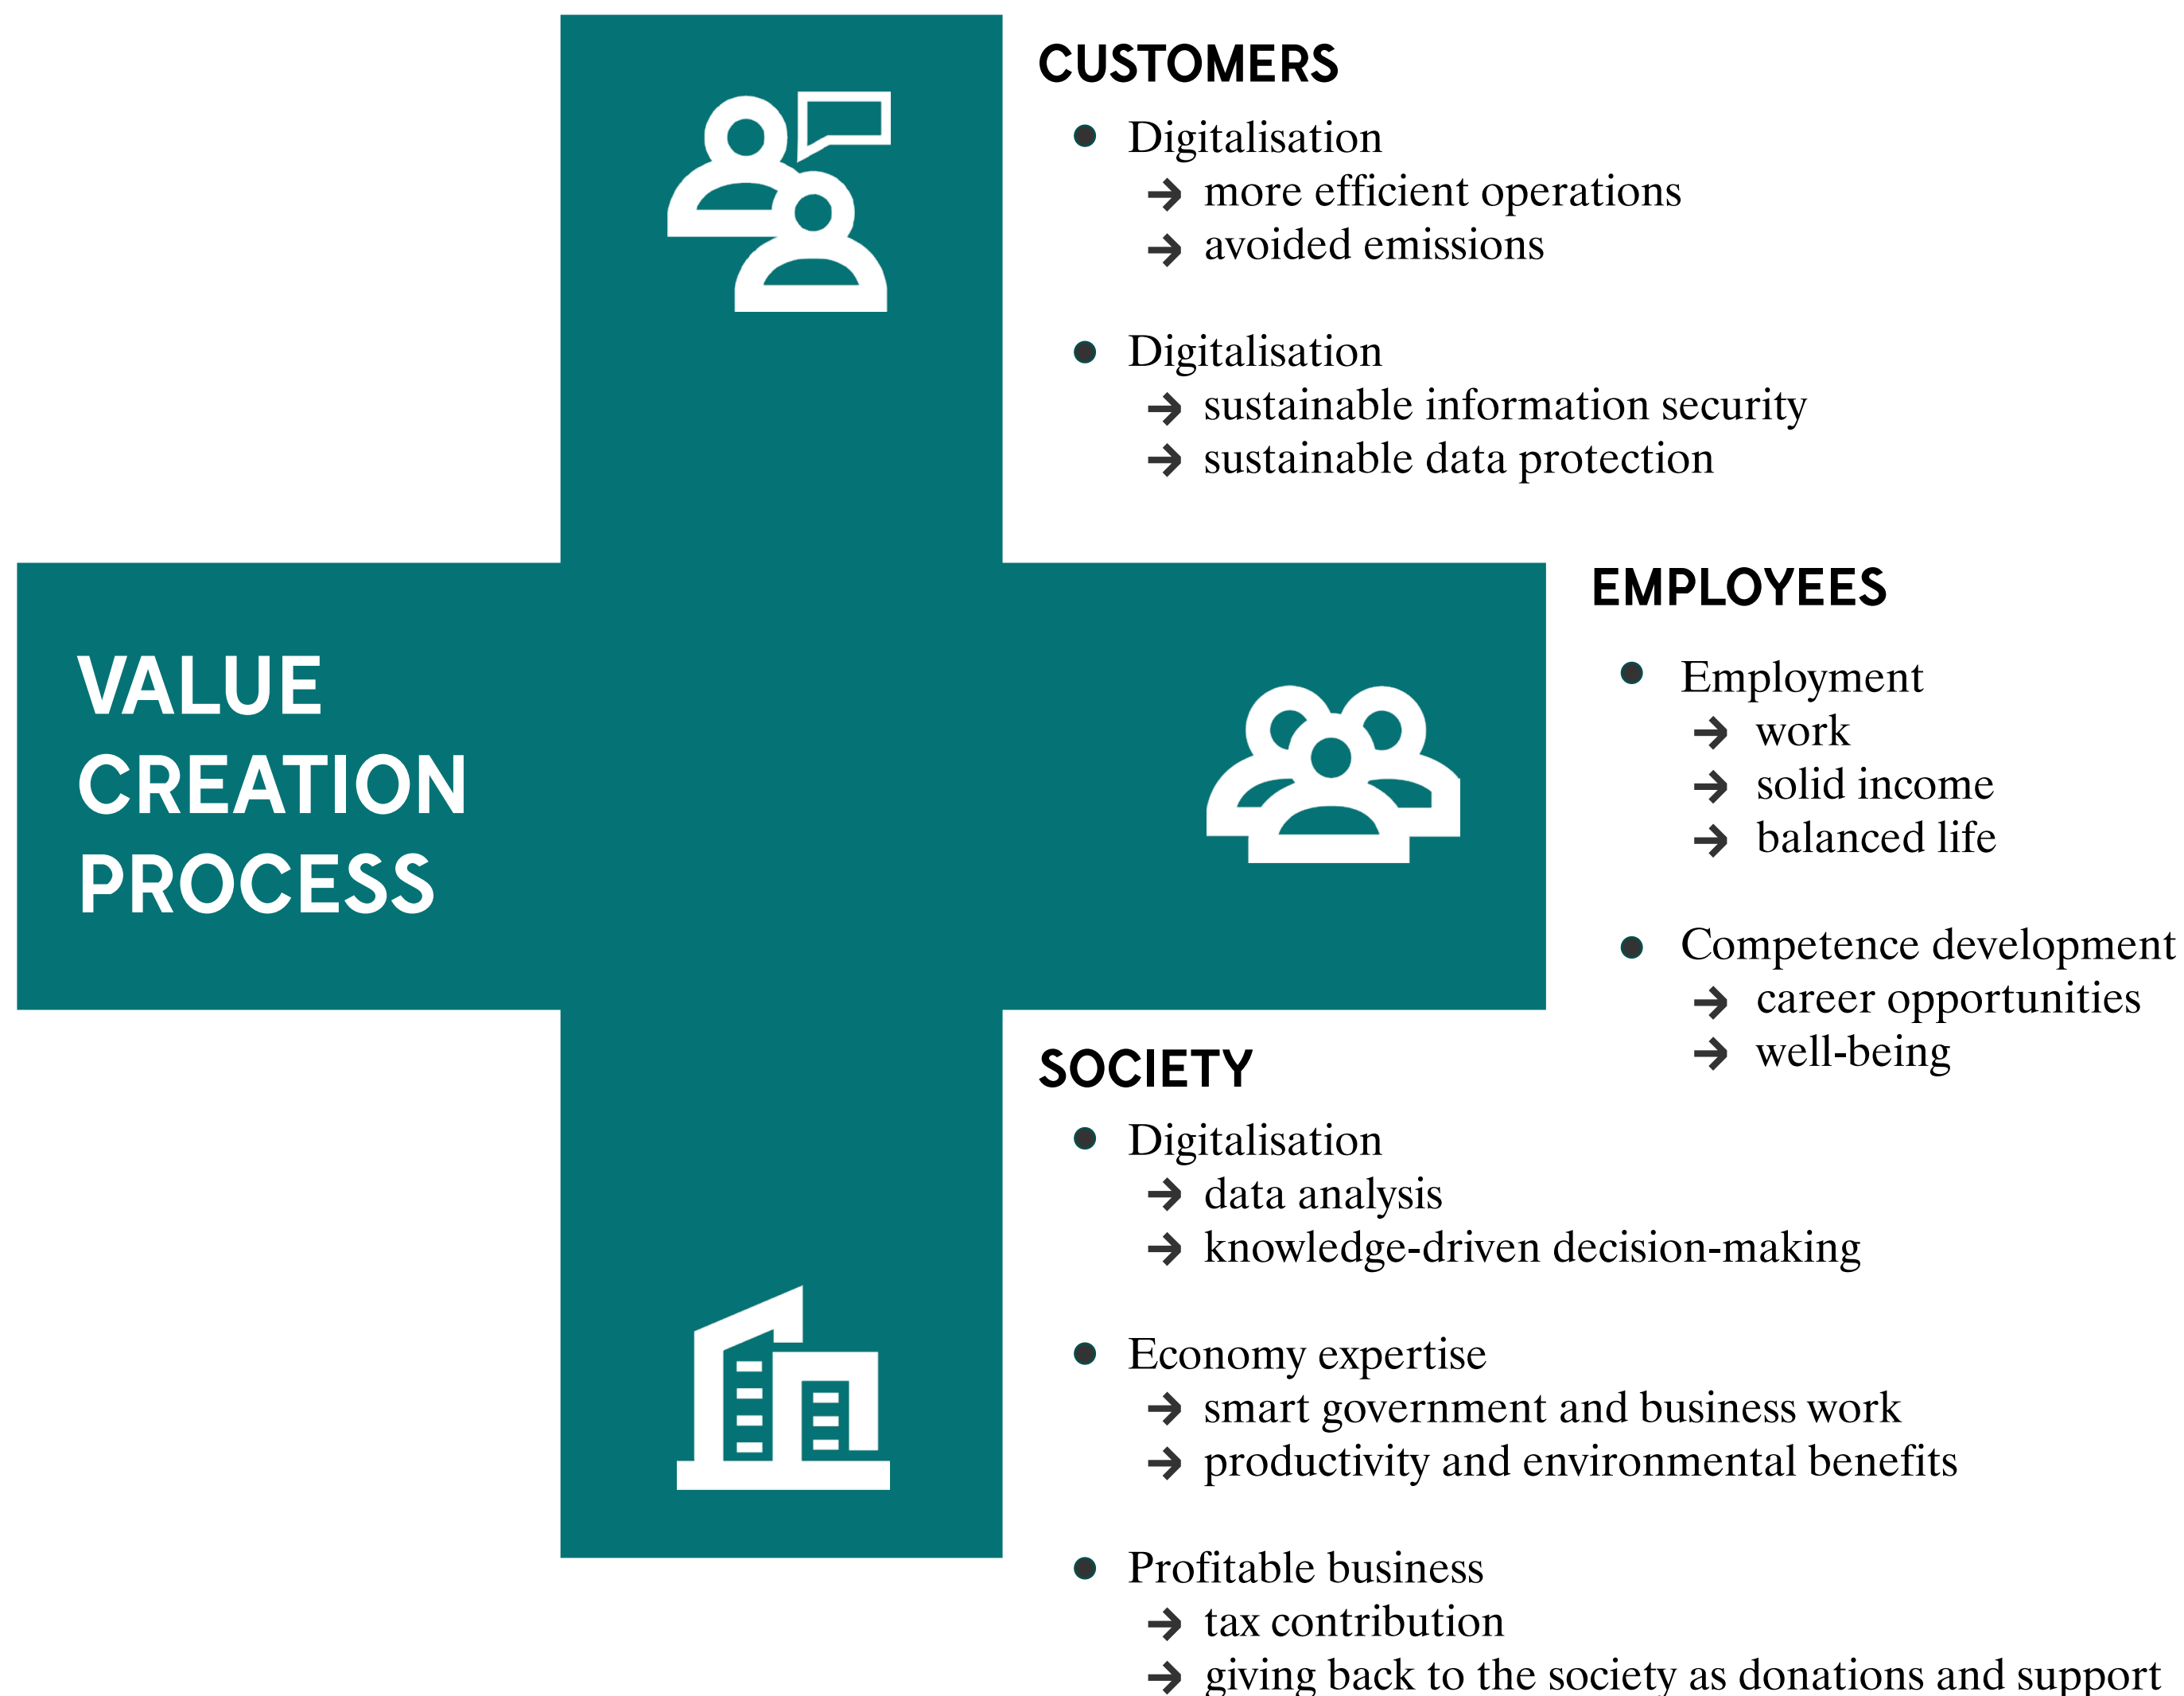 CUSTOMERS
Digitalisation
more efficient operations
avoided emissions
Digitalisation
sustainable information security
sustainable data protection
VALUE
CREATION
PROCESS
EMPLOYEES
Employment
work
solid income
balanced life
Competence development
career opportunities
well-being
SOCIETY
Digitalisation
data analysis
knowledge-driven decision-making
Economy expertise
smart government and business work
productivity and environmental benefits
Profitable business
tax contribution
giving back to the society as donations and support